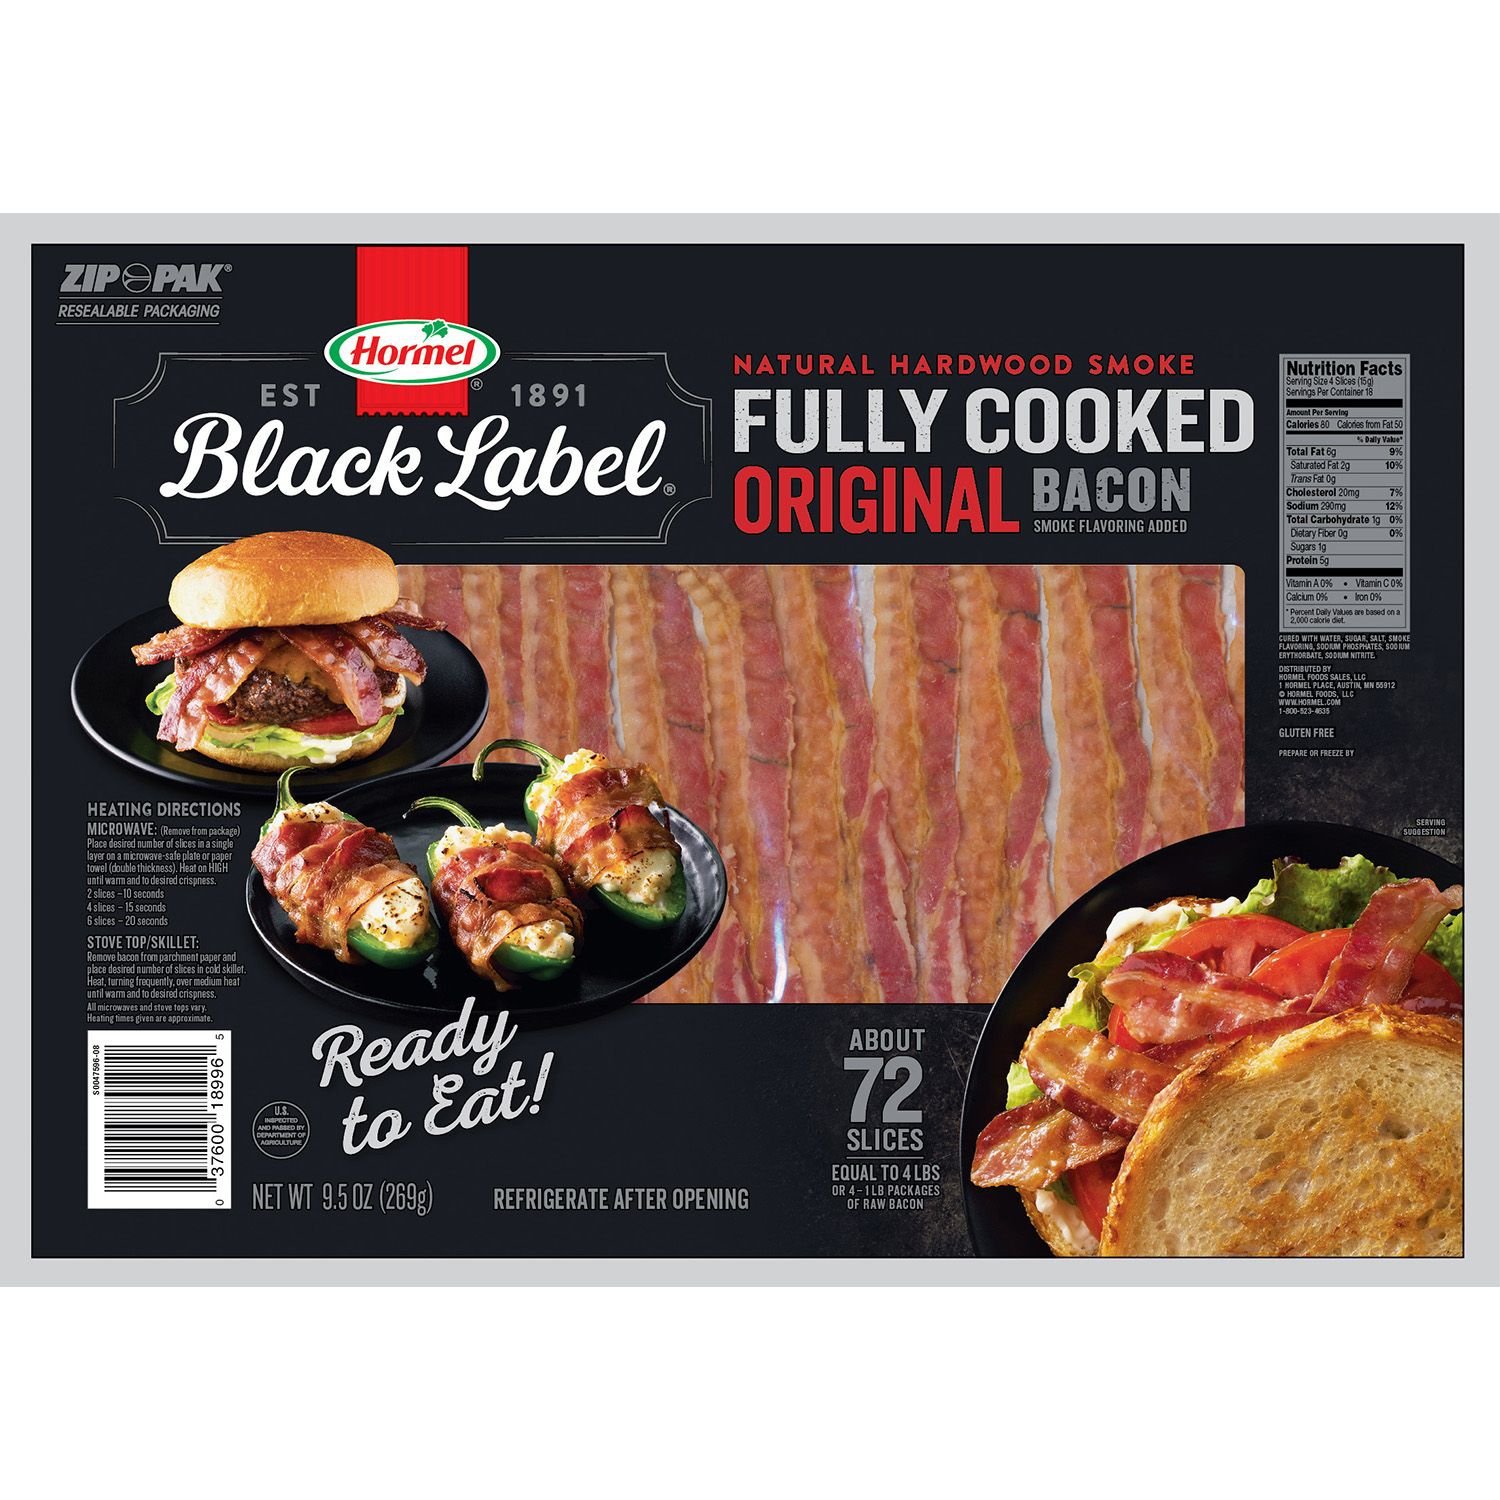 ZIP PAK®
RESEALABLE PACKAGING
Hormel
®
EST 1891
Black Label®
NATURAL HARDWOOD SMOKE
FULLY COOKED
ORIGINAL BACON
SMOKE FLAVORING ADDED
Nutrition Facts
Serving Size 4 Slices (15g)
Servings Per Container 18
Amount Per Serving
Calories 80 Calories from Fat 50
% Daily Value*
Total Fat 6g 9%
Saturated Fat 2g 10%
Trans Fat 0g
Cholesterol 20mg 7%
Sodium 290mg 12%
Total Carbohydrate 1g 0%
Dietary Fiber 0g 0%
Sugars 1g
Protein 5g
Vitamin A 0% • Vitamin C 0%
Calcium 0% • Iron 0%
* Percent Daily Values are based on a
2,000 calorie diet.
CURED WITH WATER, SUGAR, SALT, SMOKE
FLAVORING, SODIUM PHOSPHATES, SODIUM
ERYTHORBATE, SODIUM NITRITE.
DISTRIBUTED BY
HORMEL FOODS SALES, LLC
1 HORMEL PLACE, AUSTIN, MN 55912
© HORMEL FOODS, LLC
WWW.HORMEL.COM
1-800-523-4635
GLUTEN FREE
PREPARE OR FREEZE BY
SERVING
SUGGESTION
HEATING DIRECTIONS
MICROWAVE: (Remove from package)
Place desired number of slices in a single
layer on a microwave-safe plate or paper
towel (double thickness). Heat on HIGH
until warm and to desired crispness.
2 slices – 10 seconds
4 slices – 15 seconds
6 slices – 20 seconds
STOVE TOP/SKILLET:
Remove bacon from parchment paper and
place desired number of slices in cold skillet.
Heat, turning frequently, over medium heat
until warm and to desired crispness.
All microwaves and stove tops vary.
Heating times given are approximate.
S0047596-08
0 37600 18996 5
Ready
to Eat!
U.S.
INSPECTED
AND PASSED BY
DEPARTMENT OF
AGRICULTURE
NET WT 9.5 OZ (269g)
REFRIGERATE AFTER OPENING
ABOUT
72
SLICES
EQUAL TO 4 LBS
OR 4-1 LB PACKAGES
OF RAW BACON